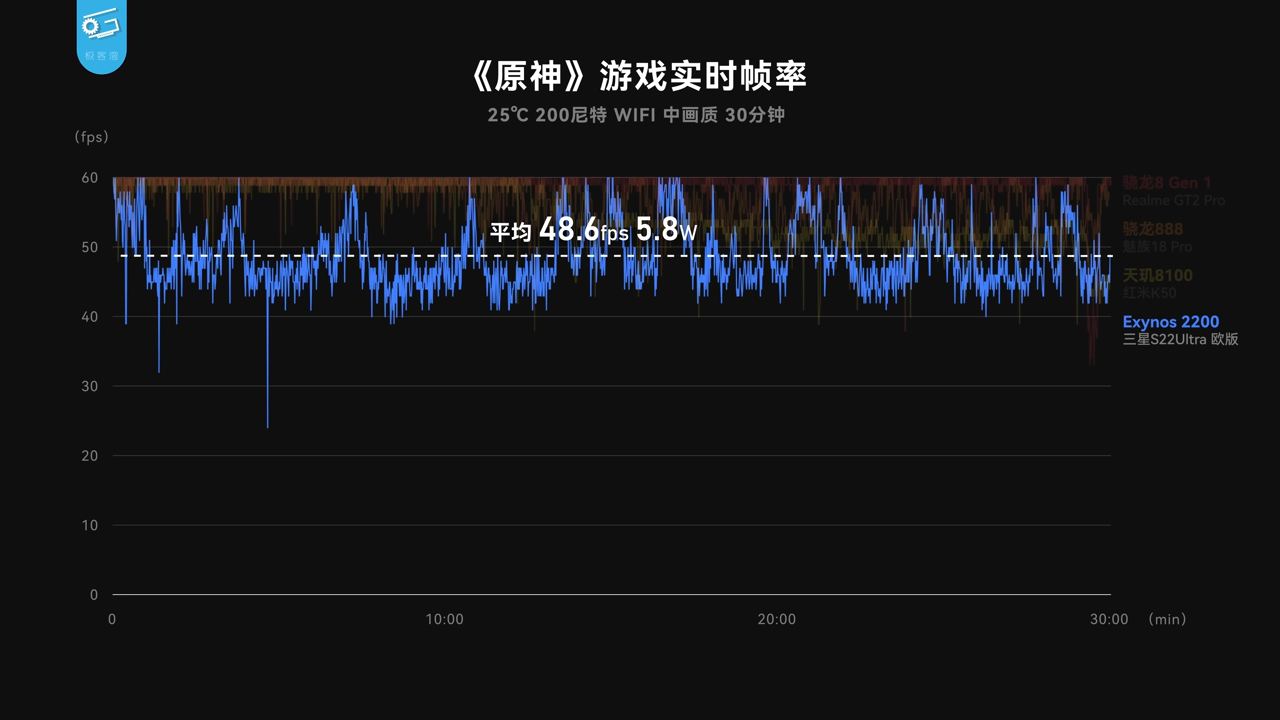 极客湾
《原神》游戏实时帧率
25℃ 200尼特 WIFI 中画质 30分钟
(fps)
60
50
40
30
20
10
0
平均 48.6fps 5.8W
骁龙8 Gen 1
Realme GT2 Pro
骁龙888
魅族18 Pro
天玑8100
红米K50
Exynos 2200
三星S22Ultra 欧版
0
10:00
20:00
30:00
(min)